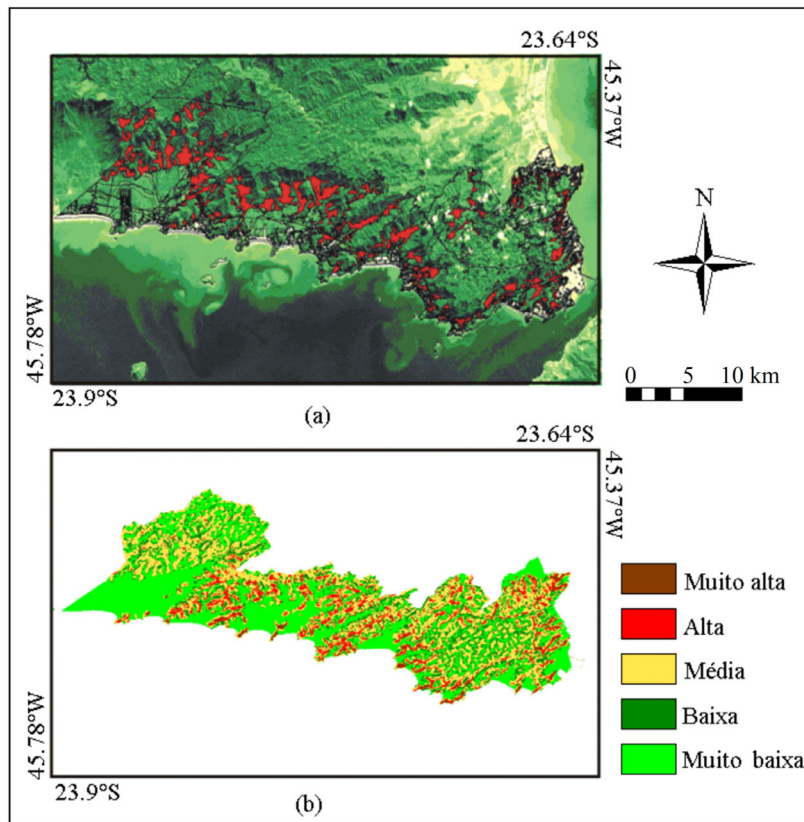 23.64°S
45.37°W
45.78°W
23.9°S
(a)
N
0 5 10 km
23.64°S
45.37°W
45.78°W
23.9°S
(b)
Muito alta
Alta
Média
Baixa
Muito baixa